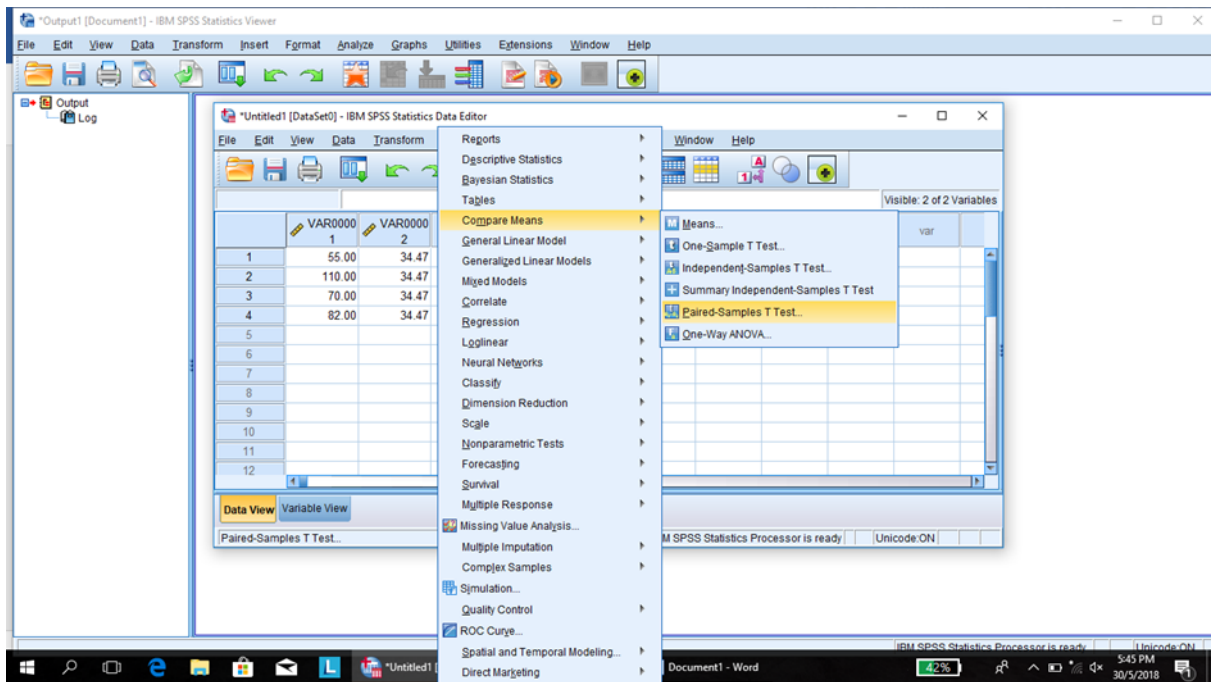 *Output1 [Document1] - IBM SPSS Statistics Viewer
File Edit View Data Transform Insert Format Analyze Graphs Utilities Extensions Window Help
Output
Log
*Untitled1 [DataSet0] - IBM SPSS Statistics Data Editor
File Edit View Data Transform Window Help
Visible: 2 of 2 Variables
VAR00001 VAR00002 var
1 55.00 34.47
2 110.00 34.47
3 70.00 34.47
4 82.00 34.47
5
6
7
8
9
10
11
12
Reports
Descriptive Statistics
Bayesian Statistics
Tables
Compare Means
General Linear Model
Generalized Linear Models
Mixed Models
Correlate
Regression
Loglinear
Neural Networks
Classify
Dimension Reduction
Scale
Nonparametric Tests
Forecasting
Survival
Multiple Response
Missing Value Analysis...
Multiple Imputation
Complex Samples
Simulation...
Quality Control
ROC Curve...
Spatial and Temporal Modeling...
Direct Marketing
Means...
One-Sample T Test...
Independent-Samples T Test...
Summary Independent-Samples T Test
Paired-Samples T Test...
One-Way ANOVA...
Data View Variable View
Paired-Samples T Test... M SPSS Statistics Processor is ready Unicode:ON
IBM SPSS Statistics Processor is ready Unicode:ON
*Untitled1 [ Document1 - Word 42% 5:45 PM
30/5/2018